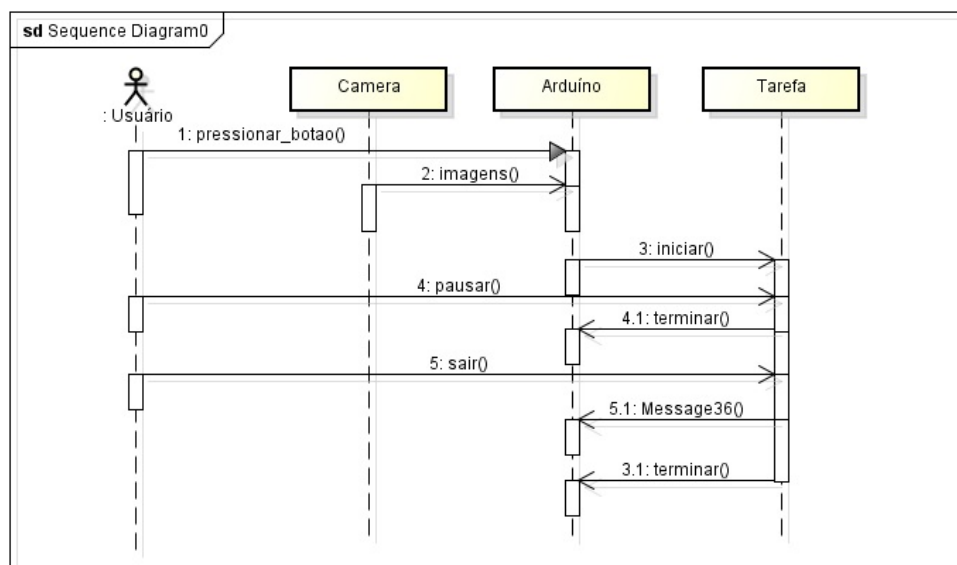 sd Sequence Diagram0
: Usuário
Camera
Arduíno
Tarefa
1: pressionar_botao()
2: imagens()
3: iniciar()
4: pausar()
4.1: terminar()
5: sair()
5.1: Message36()
3.1: terminar()